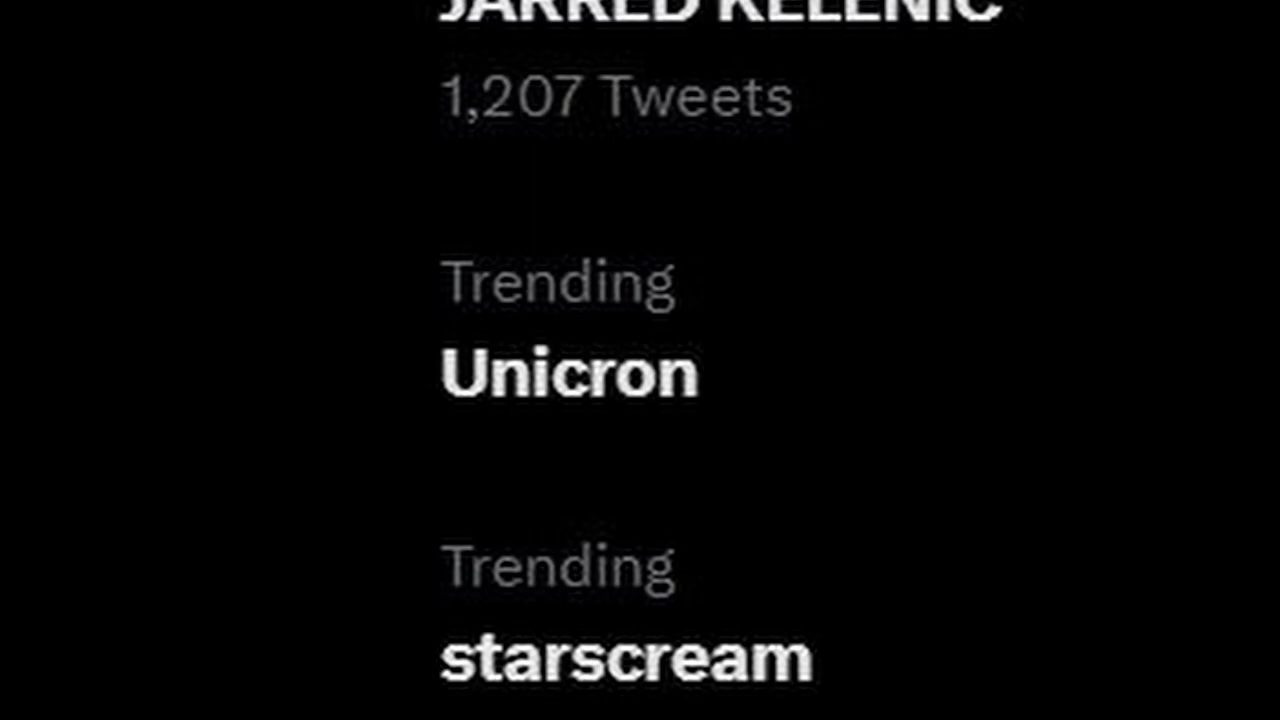 JARRED KELENIC
1,207 Tweets
Trending
Unicron
Trending
starscream